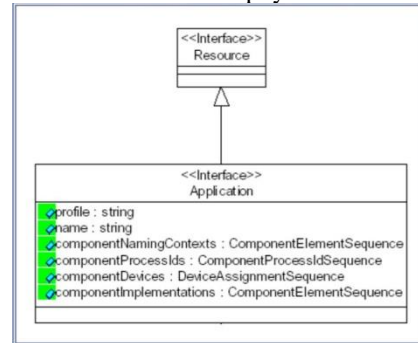 <<Interface>>
Resource
<<Interface>>
Application
profile : string
name : string
componentNamingContexts : ComponentElementSequence
componentProcessIds : ComponentProcessIdSequence
componentDevices : DeviceAssignmentSequence
componentImplementations : ComponentElementSequence